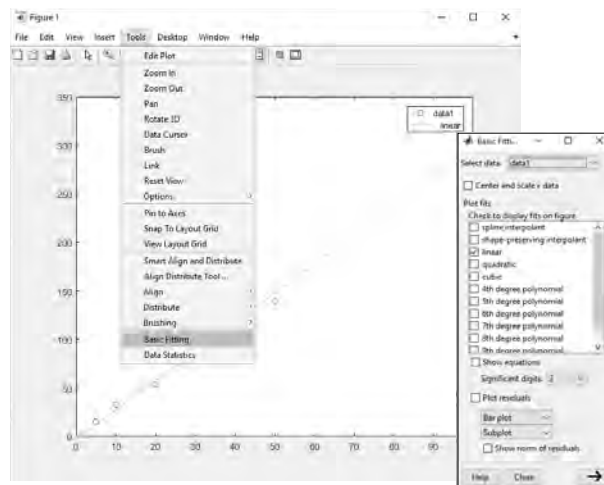 Figure 1
File Edit View Insert Tools Desktop Window Help
Edit Plot
Zoom In
Zoom Out
Pan
Rotate 3D
Data Cursor
Brush
Link
Reset View
Options
Pin to Axes
Snap To Layout Grid
View Layout Grid
Smart Align and Distribute
Align Distribute Tool ...
Align
Distribute
Brushing
Basic Fitting
Data Statistics
350
300
250
200
150
100
50
0
0 10 20 30 40 50 60 70 80 90
data1
linear
Basic Fitti...
Select data: data1
Center and scale x data
Plot fits
Check to display fits on figure
spline interpolant
shape-preserving interpolant
linear
quadratic
cubic
4th degree polynomial
5th degree polynomial
6th degree polynomial
7th degree polynomial
8th degree polynomial
9th degree polynomial
Show equations
Significant digits: 2
Plot residuals
Bar plot
Subplot
Show norm of residuals
Help Close